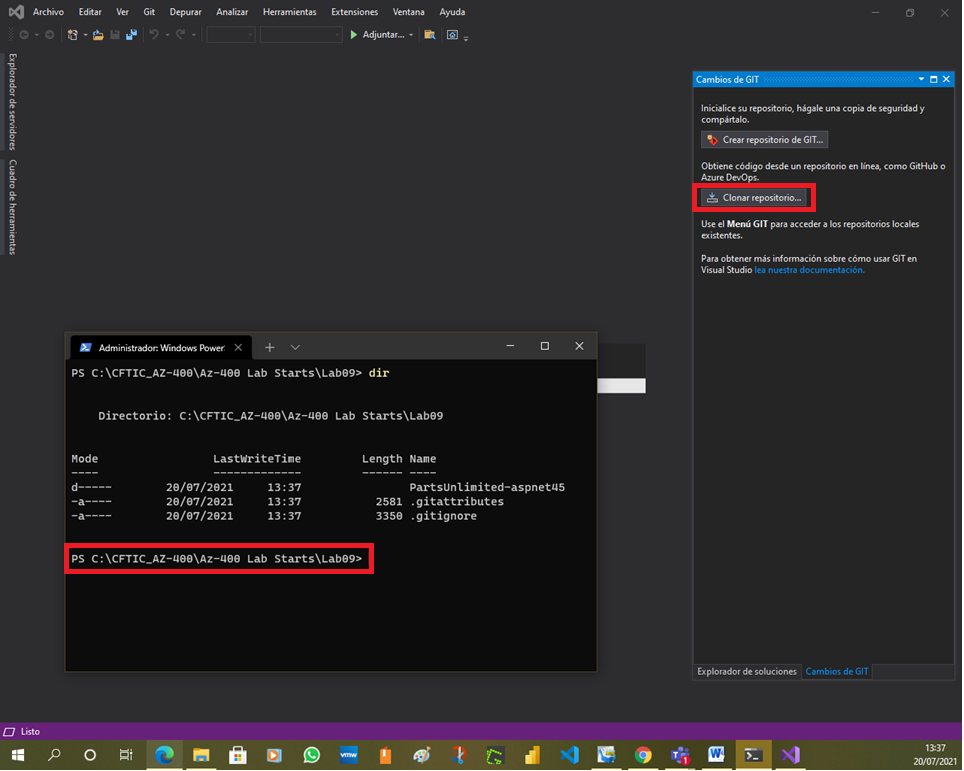 Archivo Editar Ver Git Depurar Analizar Herramientas Extensiones Ventana Ayuda
Adjuntar...
Explorador de servidores
Cuadro de herramientas
Cambios de GIT
Inicialice su repositorio, hágale una copia de seguridad y
compártalo.
Crear repositorio de GIT...
Obtiene código desde un repositorio en línea, como GitHub o
Azure DevOps.
Clonar repositorio...
Use el Menú GIT para acceder a los repositorios locales
existentes.
Para obtener más información sobre cómo usar GIT en
Visual Studio lea nuestra documentación.
Administrador: Windows Power
PS C:\CFTIC_AZ-400\Az-400 Lab Starts\Lab09> dir
Directorio: C:\CFTIC_AZ-400\Az-400 Lab Starts\Lab09
Mode LastWriteTime Length Name
---- ------------- ------ ----
d----- 20/07/2021 13:37 PartsUnlimited-aspnet45
-a---- 20/07/2021 13:37 2581 .gitattributes
-a---- 20/07/2021 13:37 3350 .gitignore
PS C:\CFTIC_AZ-400\Az-400 Lab Starts\Lab09>
Explorador de soluciones Cambios de GIT
Listo
vmw
1
13:37
20/07/2021